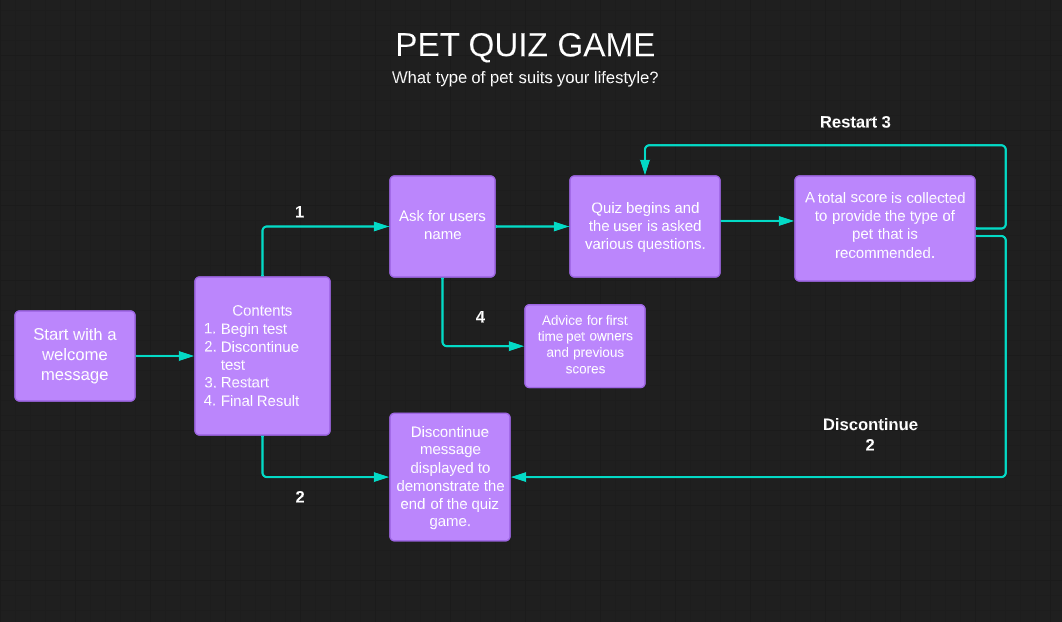 PET QUIZ GAME
What type of pet suits your lifestyle?
Restart 3
1
Ask for users
name
Quiz begins and
the user is asked
various questions.
A total score is collected
to provide the type of
pet that is
recommended.
Start with a
welcome
message
Contents
1. Begin test
2. Discontinue
test
3. Restart
4. Final Result
4
Advice for first
time pet owners
and previous
scores
Discontinue
message
displayed to
demonstrate the
end of the quiz
game.
2
Discontinue
2